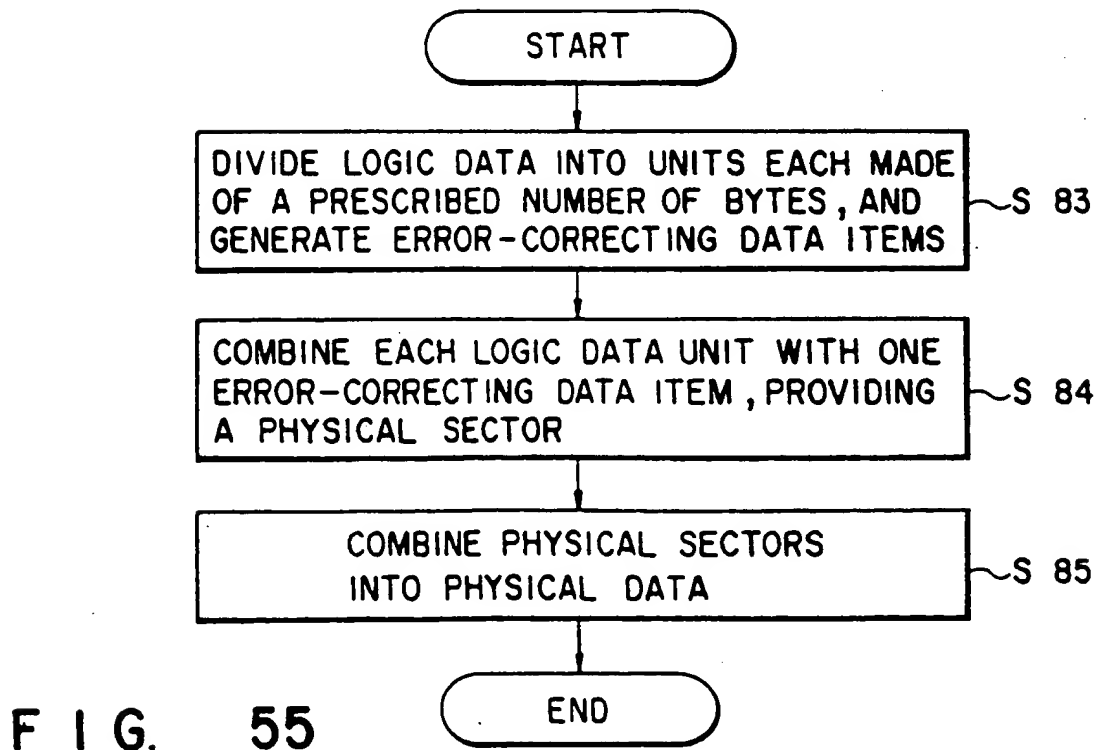 START
DIVIDE LOGIC DATA INTO UNITS EACH MADE
OF A PRESCRIBED NUMBER OF BYTES, AND
GENERATE ERROR-CORRECTING DATA ITEMS
S 83
COMBINE EACH LOGIC DATA UNIT WITH ONE
ERROR-CORRECTING DATA ITEM, PROVIDING
A PHYSICAL SECTOR
S 84
COMBINE PHYSICAL SECTORS
INTO PHYSICAL DATA
S 85
END
FIG. 55